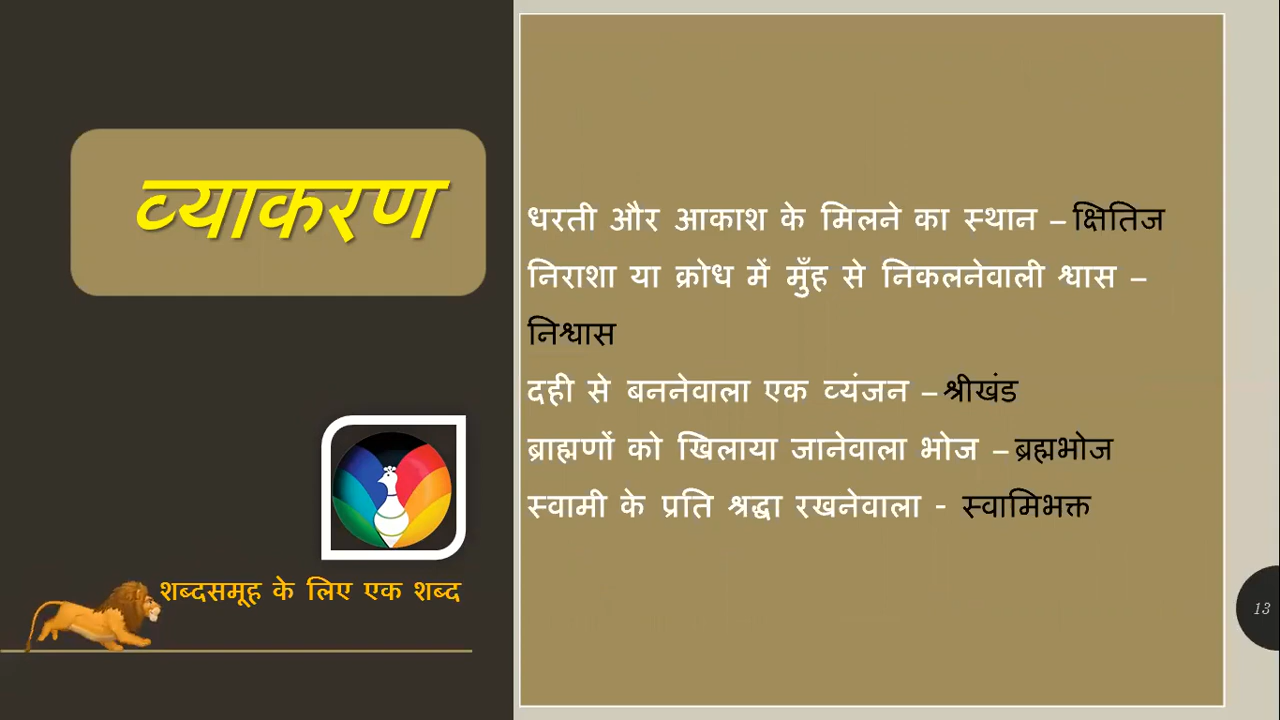 व्याकरण
शब्दसमूह के लिए एक शब्द
धरती और आकाश के मिलने का स्थान – क्षितिज
निराशा या क्रोध में मुँह से निकलनेवाली श्वास –
निश्वास
दही से बननेवाला एक व्यंजन – श्रीखंड
ब्राह्मणों को खिलाया जानेवाला भोज – ब्रह्मभोज
स्वामी के प्रति श्रद्धा रखनेवाला - स्वामिभक्त
13